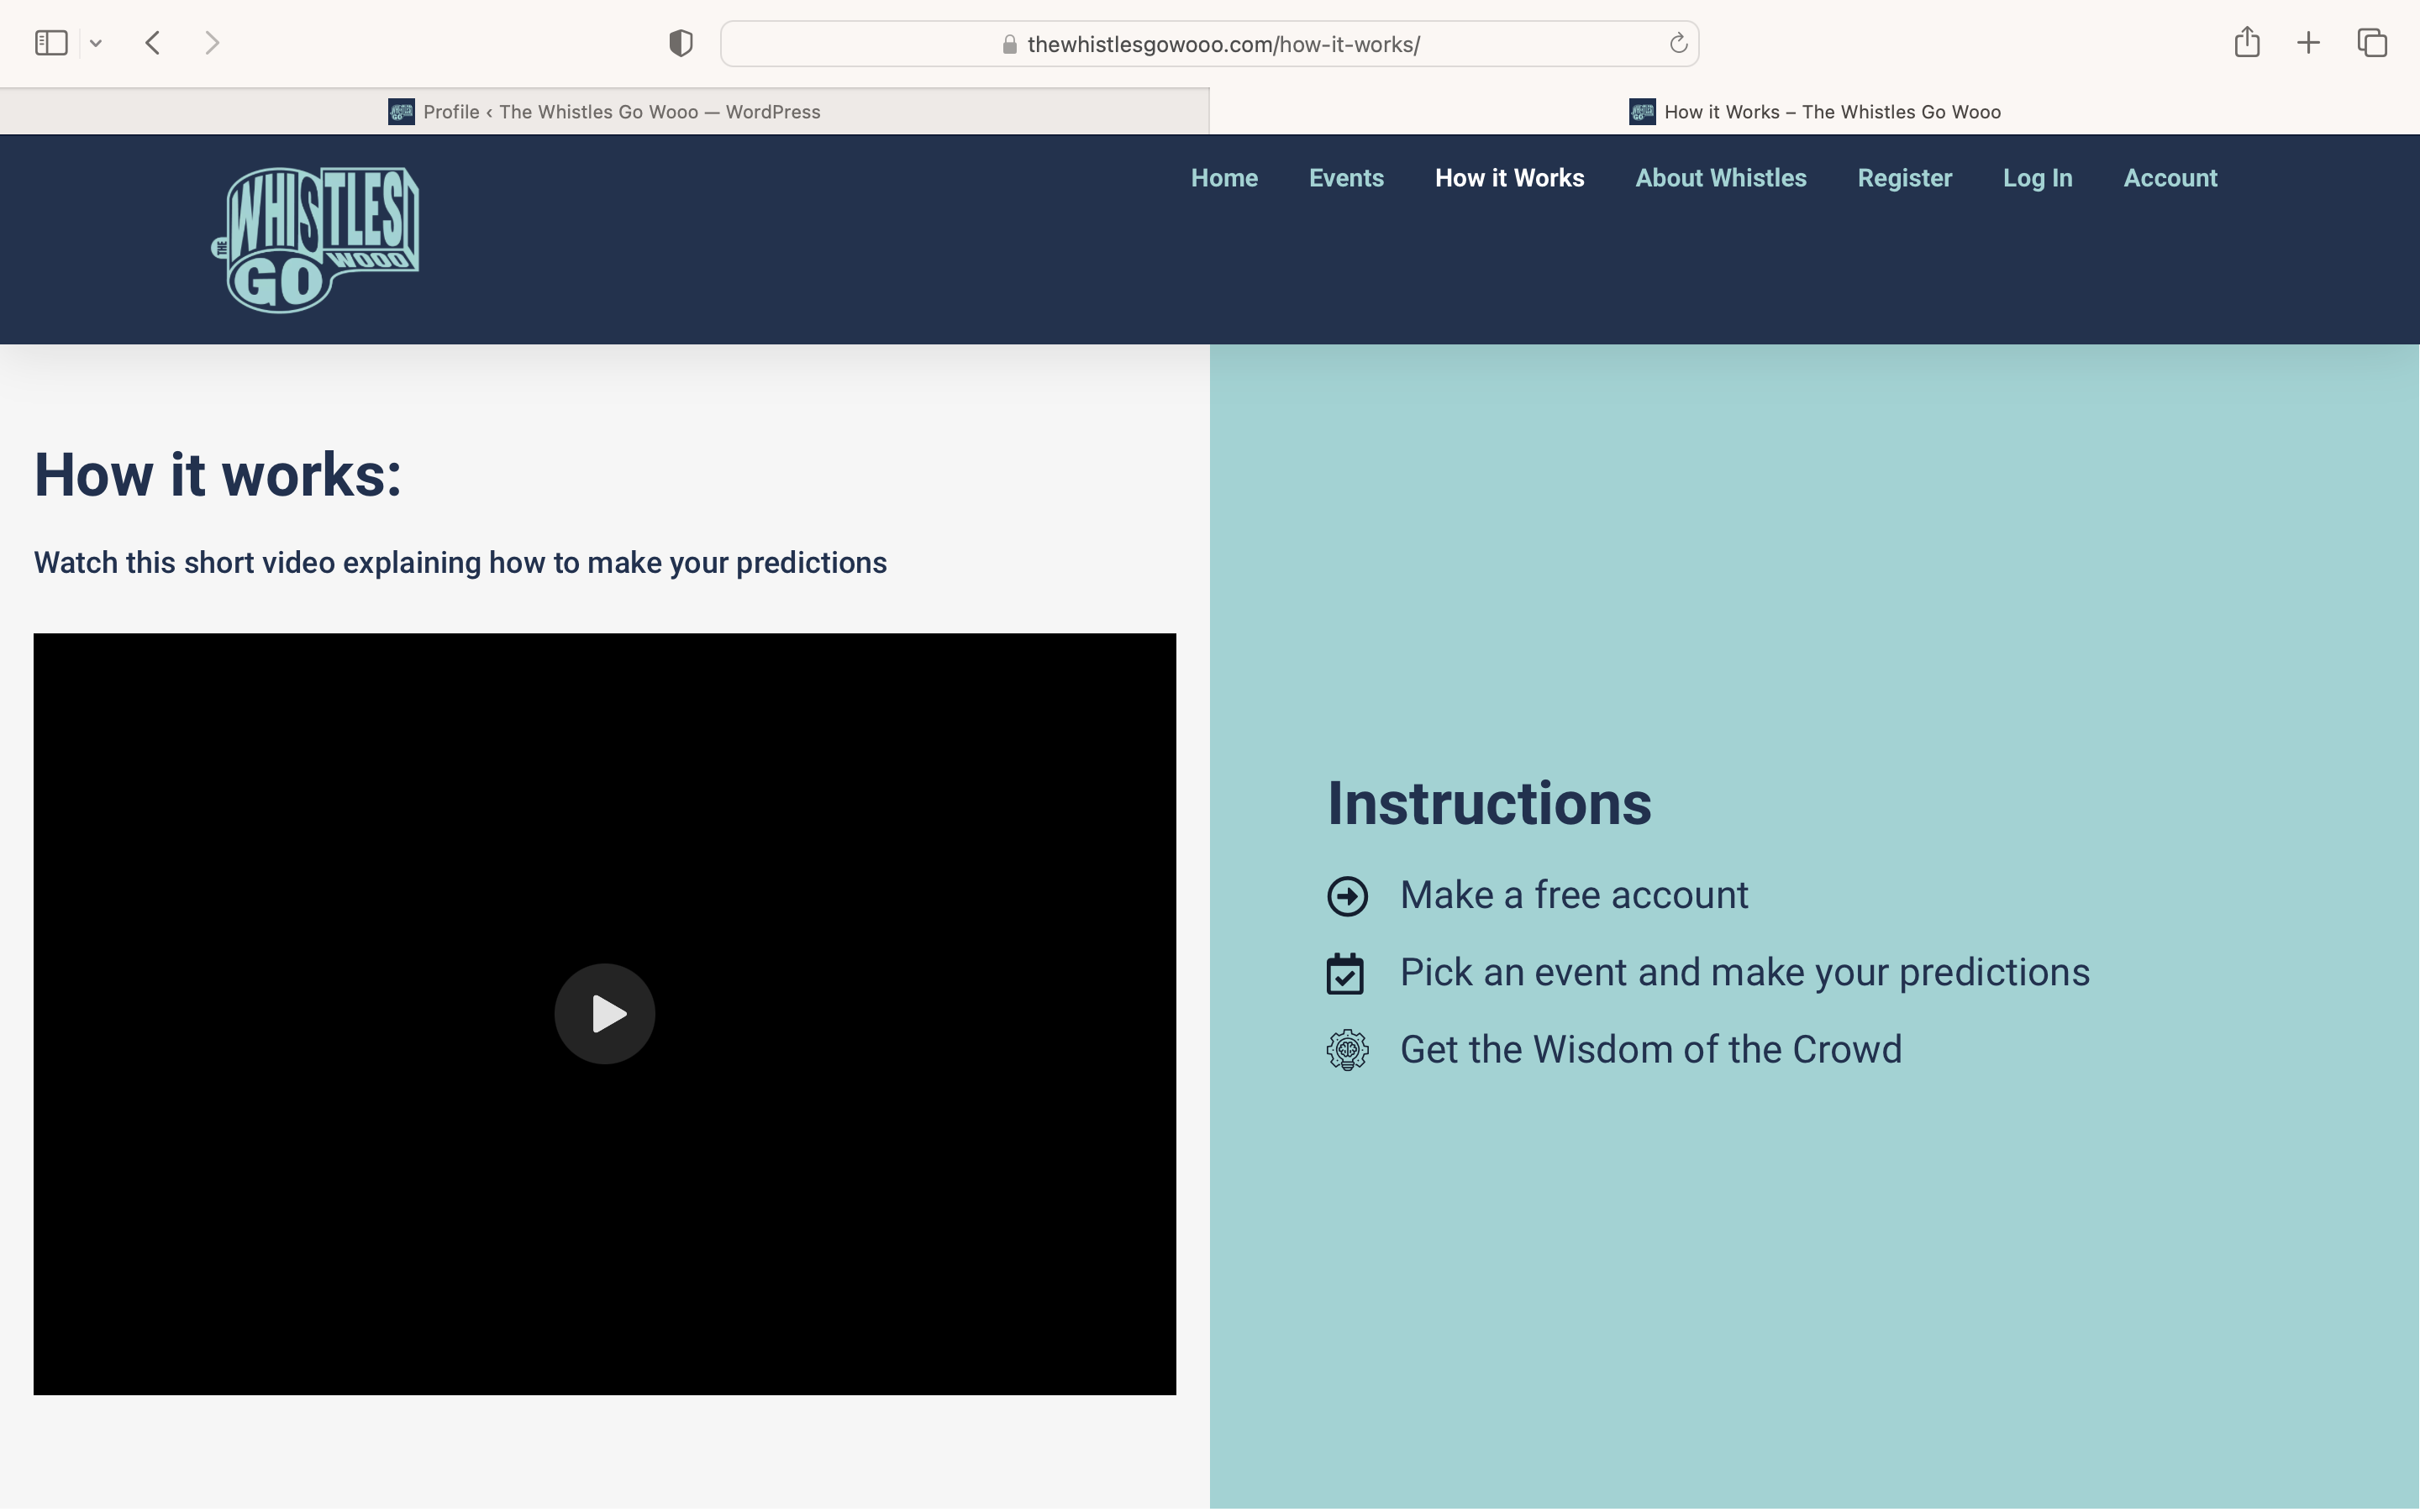 thewhistlesgowooo.com/how-it-works/
Profile ‹ The Whistles Go Wooo — WordPress
How it Works – The Whistles Go Wooo
THE WHISTLES
GO WOOO
Home Events How it Works About Whistles Register Log In Account
How it works:
Watch this short video explaining how to make your predictions
Instructions
Make a free account
Pick an event and make your predictions
Get the Wisdom of the Crowd